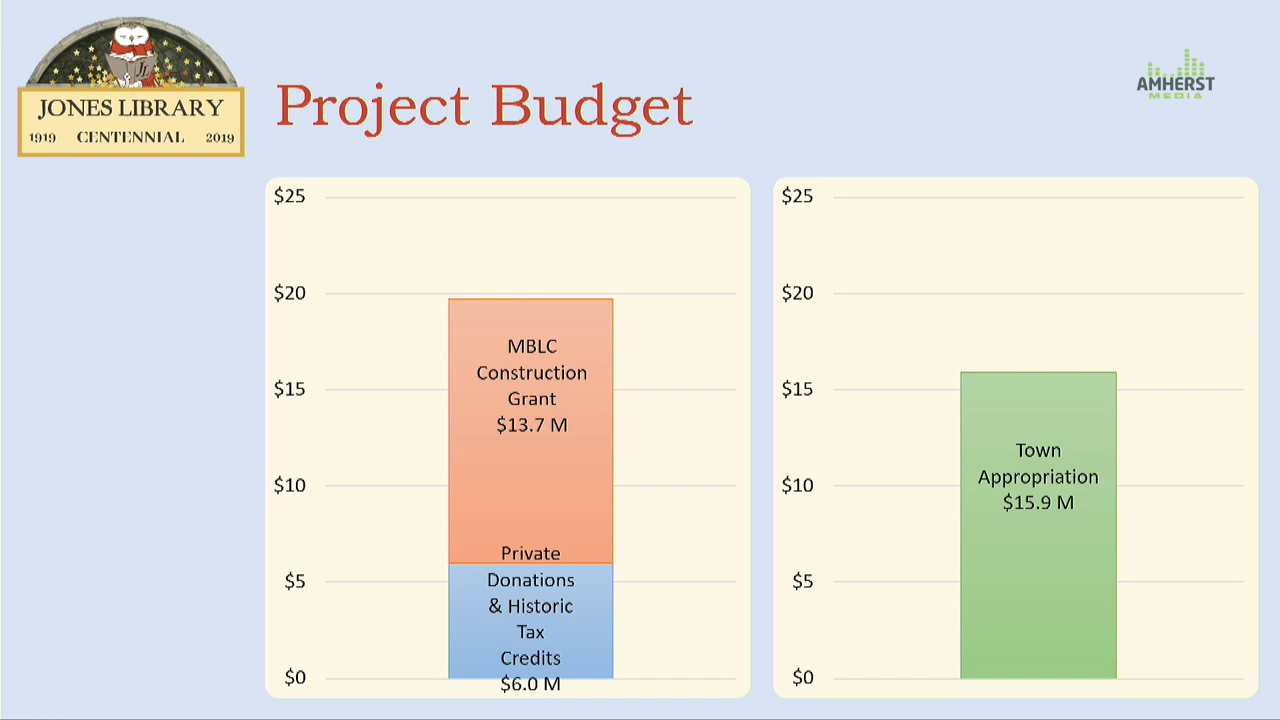 JONES LIBRARY
1919 CENTENNIAL 2019
Project Budget
AMHERST
MEDIA
$25
$20
$15
$10
$5
$0
MBLC
Construction
Grant
$13.7 M
Private
Donations
& Historic
Tax
Credits
$6.0 M
$25
$20
$15
$10
$5
$0
Town
Appropriation
$15.9 M